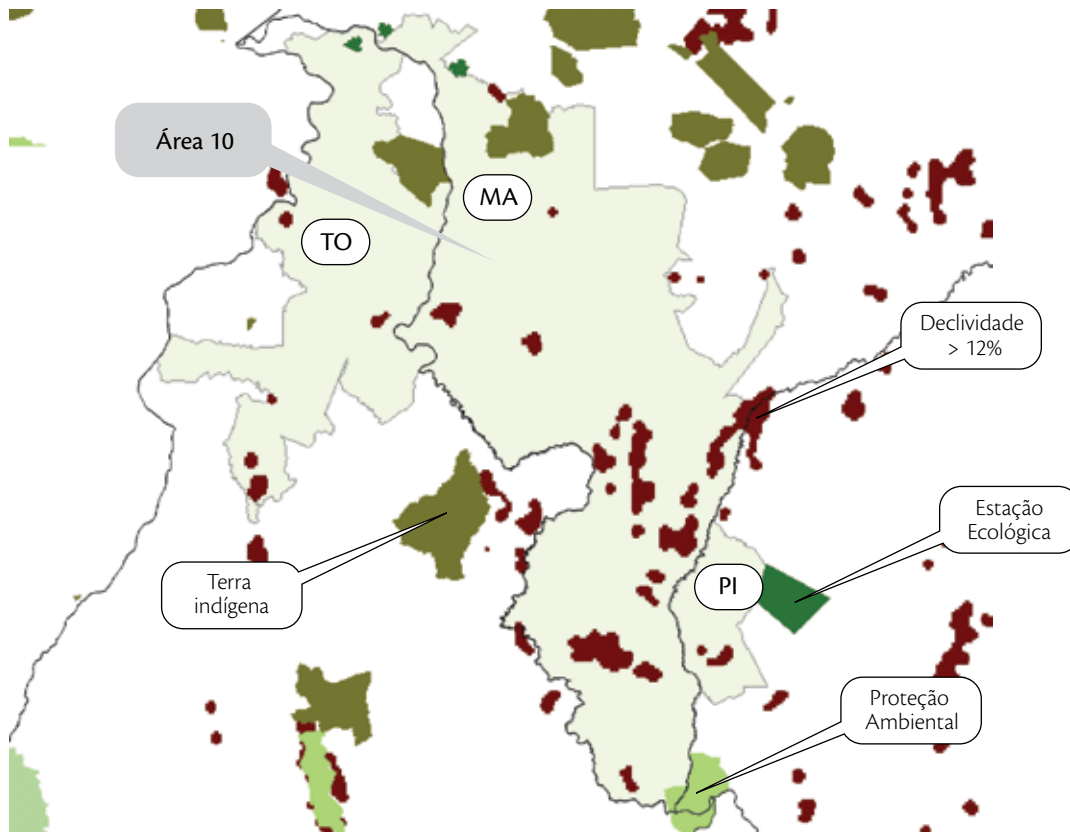 Área 10
MA
TO
Declividade
> 12%
Estação
Ecológica
Terra
indígena
PI
Proteção
Ambiental